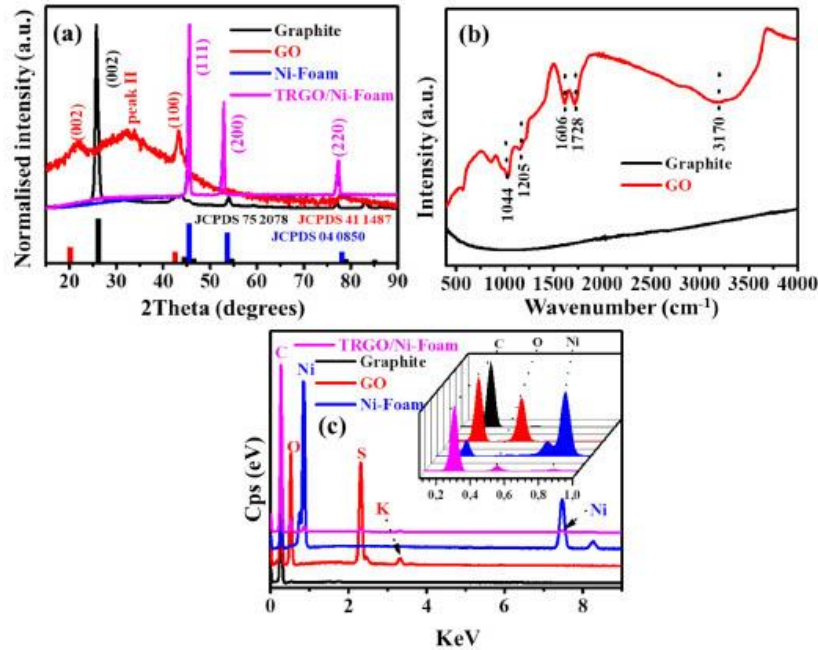 (a)
Graphite
GO
Ni-Foam
TRGO/Ni-Foam
(002)
peak II
(002)
(100)
(111)
(200)
(220)
JCPDS 75 2078
JCPDS 41 1487
JCPDS 04 0850
20 30 40 50 60 70 80 90
2Theta (degrees)
Normalised intensity (a.u.)
(b)
1044
1205
1606
1728
3170
Graphite
GO
500 1000 1500 2000 2500 3000 3500 4000
Wavenumber (cm-1)
Intensity (a.u.)
TRGO/Ni-Foam
Graphite
GO
Ni-Foam
(c)
C
O
Ni
S
K
Ni
C O Ni
0,2 0,4 0,6 0,8 1,0
0 2 4 6 8
KeV
Cps (eV)